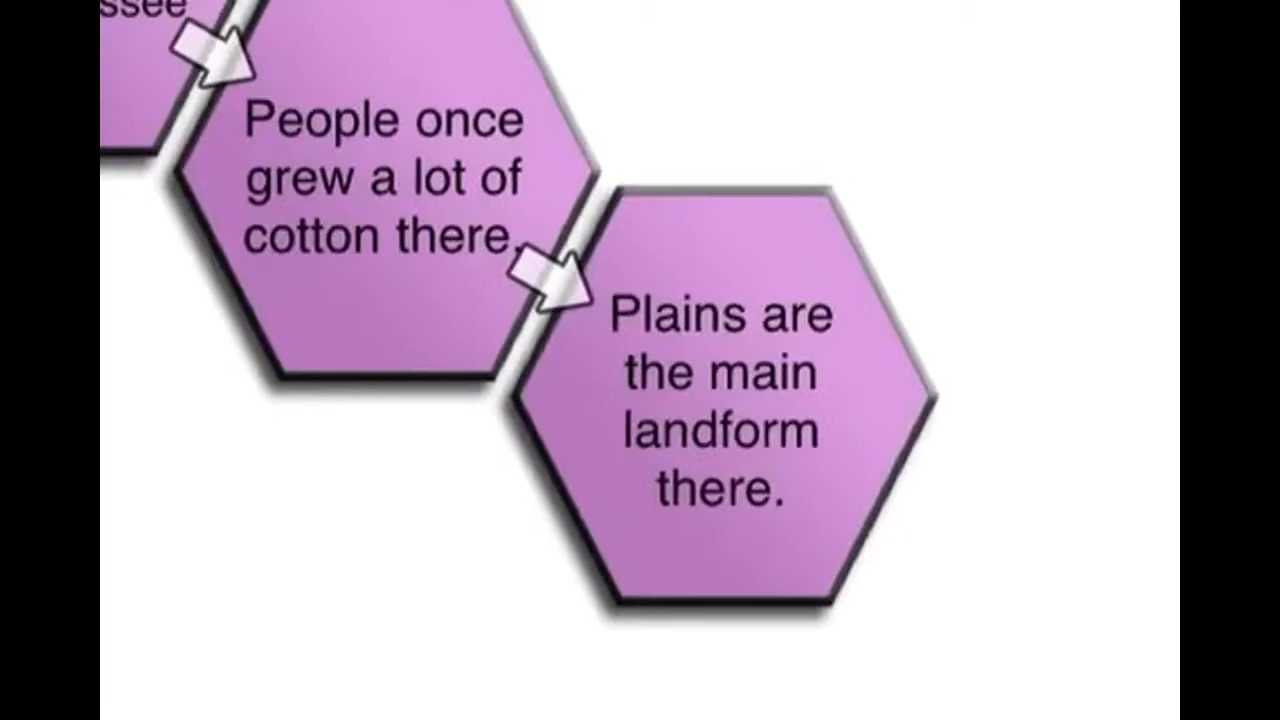 ssee
People once
grew a lot of
cotton there.
Plains are
the main
landform
there.